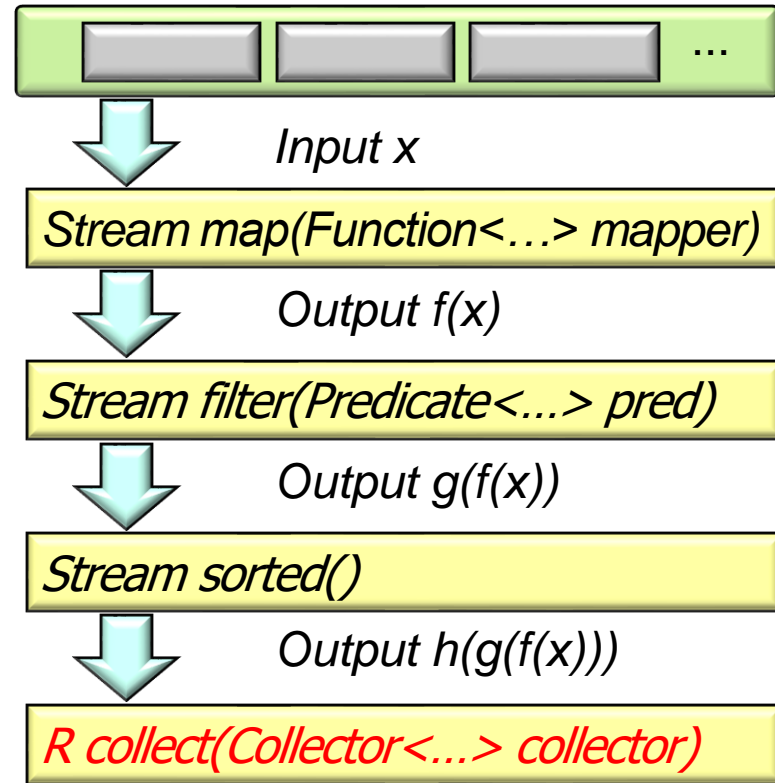 ...
Input x
Stream map(Function<…> mapper)
Output f(x)
Stream filter(Predicate<...> pred)
Output g(f(x))
Stream sorted()
Output h(g(f(x)))
R collect(Collector<...> collector)